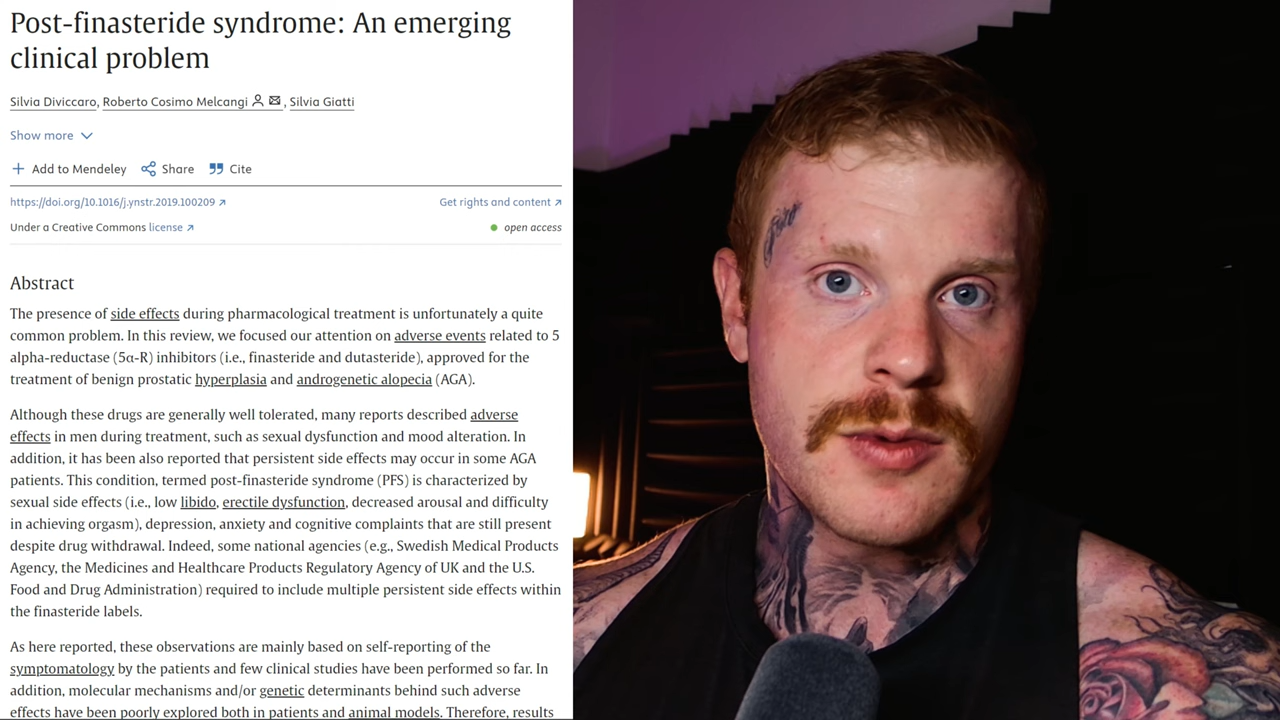 Post-finasteride syndrome: An emerging
clinical problem
Silvia Diviccaro, Roberto Cosimo Melcangi , Silvia Giatti
Show more
Add to Mendeley Share Cite
https://doi.org/10.1016/j.ynstr.2019.100209 Get rights and content
Under a Creative Commons license open access
Abstract
The presence of side effects during pharmacological treatment is unfortunately a quite
common problem. In this review, we focused our attention on adverse events related to 5
alpha-reductase (5α-R) inhibitors (i.e., finasteride and dutasteride), approved for the
treatment of benign prostatic hyperplasia and androgenetic alopecia (AGA).
Although these drugs are generally well tolerated, many reports described adverse
effects in men during treatment, such as sexual dysfunction and mood alteration. In
addition, it has been also reported that persistent side effects may occur in some AGA
patients. This condition, termed post-finasteride syndrome (PFS) is characterized by
sexual side effects (i.e., low libido, erectile dysfunction, decreased arousal and difficulty
in achieving orgasm), depression, anxiety and cognitive complaints that are still present
despite drug withdrawal. Indeed, some national agencies (e.g., Swedish Medical Products
Agency, the Medicines and Healthcare Products Regulatory Agency of UK and the U.S.
Food and Drug Administration) required to include multiple persistent side effects within
the finasteride labels.
As here reported, these observations are mainly based on self-reporting of the
symptomatology by the patients and few clinical studies have been performed so far. In
addition, molecular mechanisms and/or genetic determinants behind such adverse
effects have been poorly explored both in patients and animal models. Therefore, results